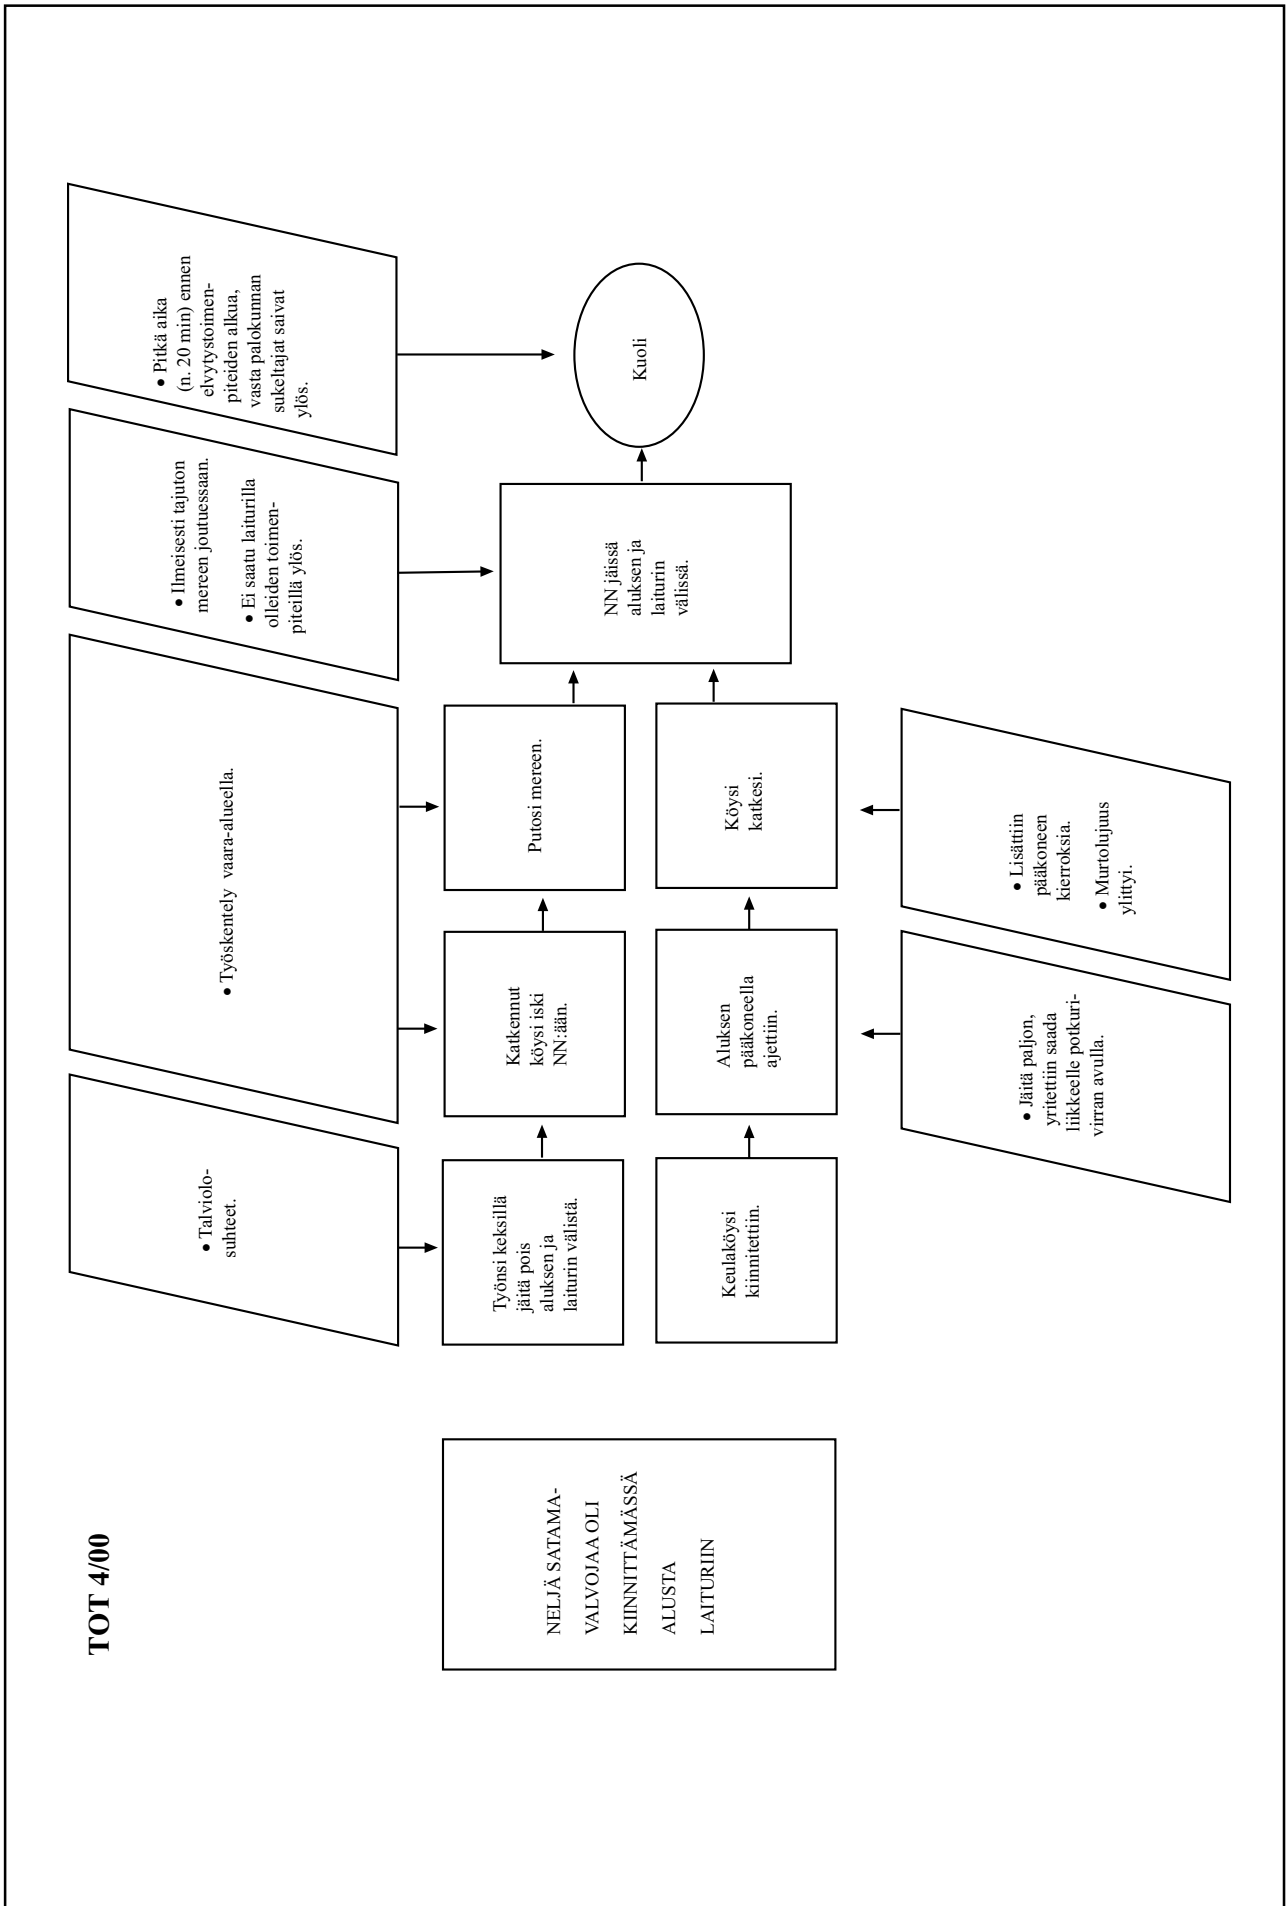 TOT 4/00
• Talviolo-
suhteet.
• Työskentely vaara-alueella.
• Ilmeisesti tajuton
mereen joutuessaan.
• Ei saatu laiturilla
olleiden toimen-
piteillä ylös.
• Pitkä aika
(n. 20 min) ennen
elvytystoimen-
piteiden alkua,
vasta palokunnan
sukeltajat saivat
ylös.
NELJÄ SATAMA-
VALVOJAA OLI
KIINNITTÄMÄSSÄ
ALUSTA
LAITURIIN
Työnsi keksillä
jäitä pois
aluksen ja
laiturin välistä.
Katkennut
köysi iski
NN:ään.
Putosi mereen.
NN jäissä
aluksen ja
laiturin
välissä.
Kuoli
Keulaköysi
kiinnitettiin.
Aluksen
pääkoneella
ajettiin.
Köysi
katkesi.
• Jäitä paljon,
yritettiin saada
liikkeelle potkuri-
virran avulla.
• Lisättiin
pääkoneen
kierroksia.
• Murtolujuus
ylittyi.